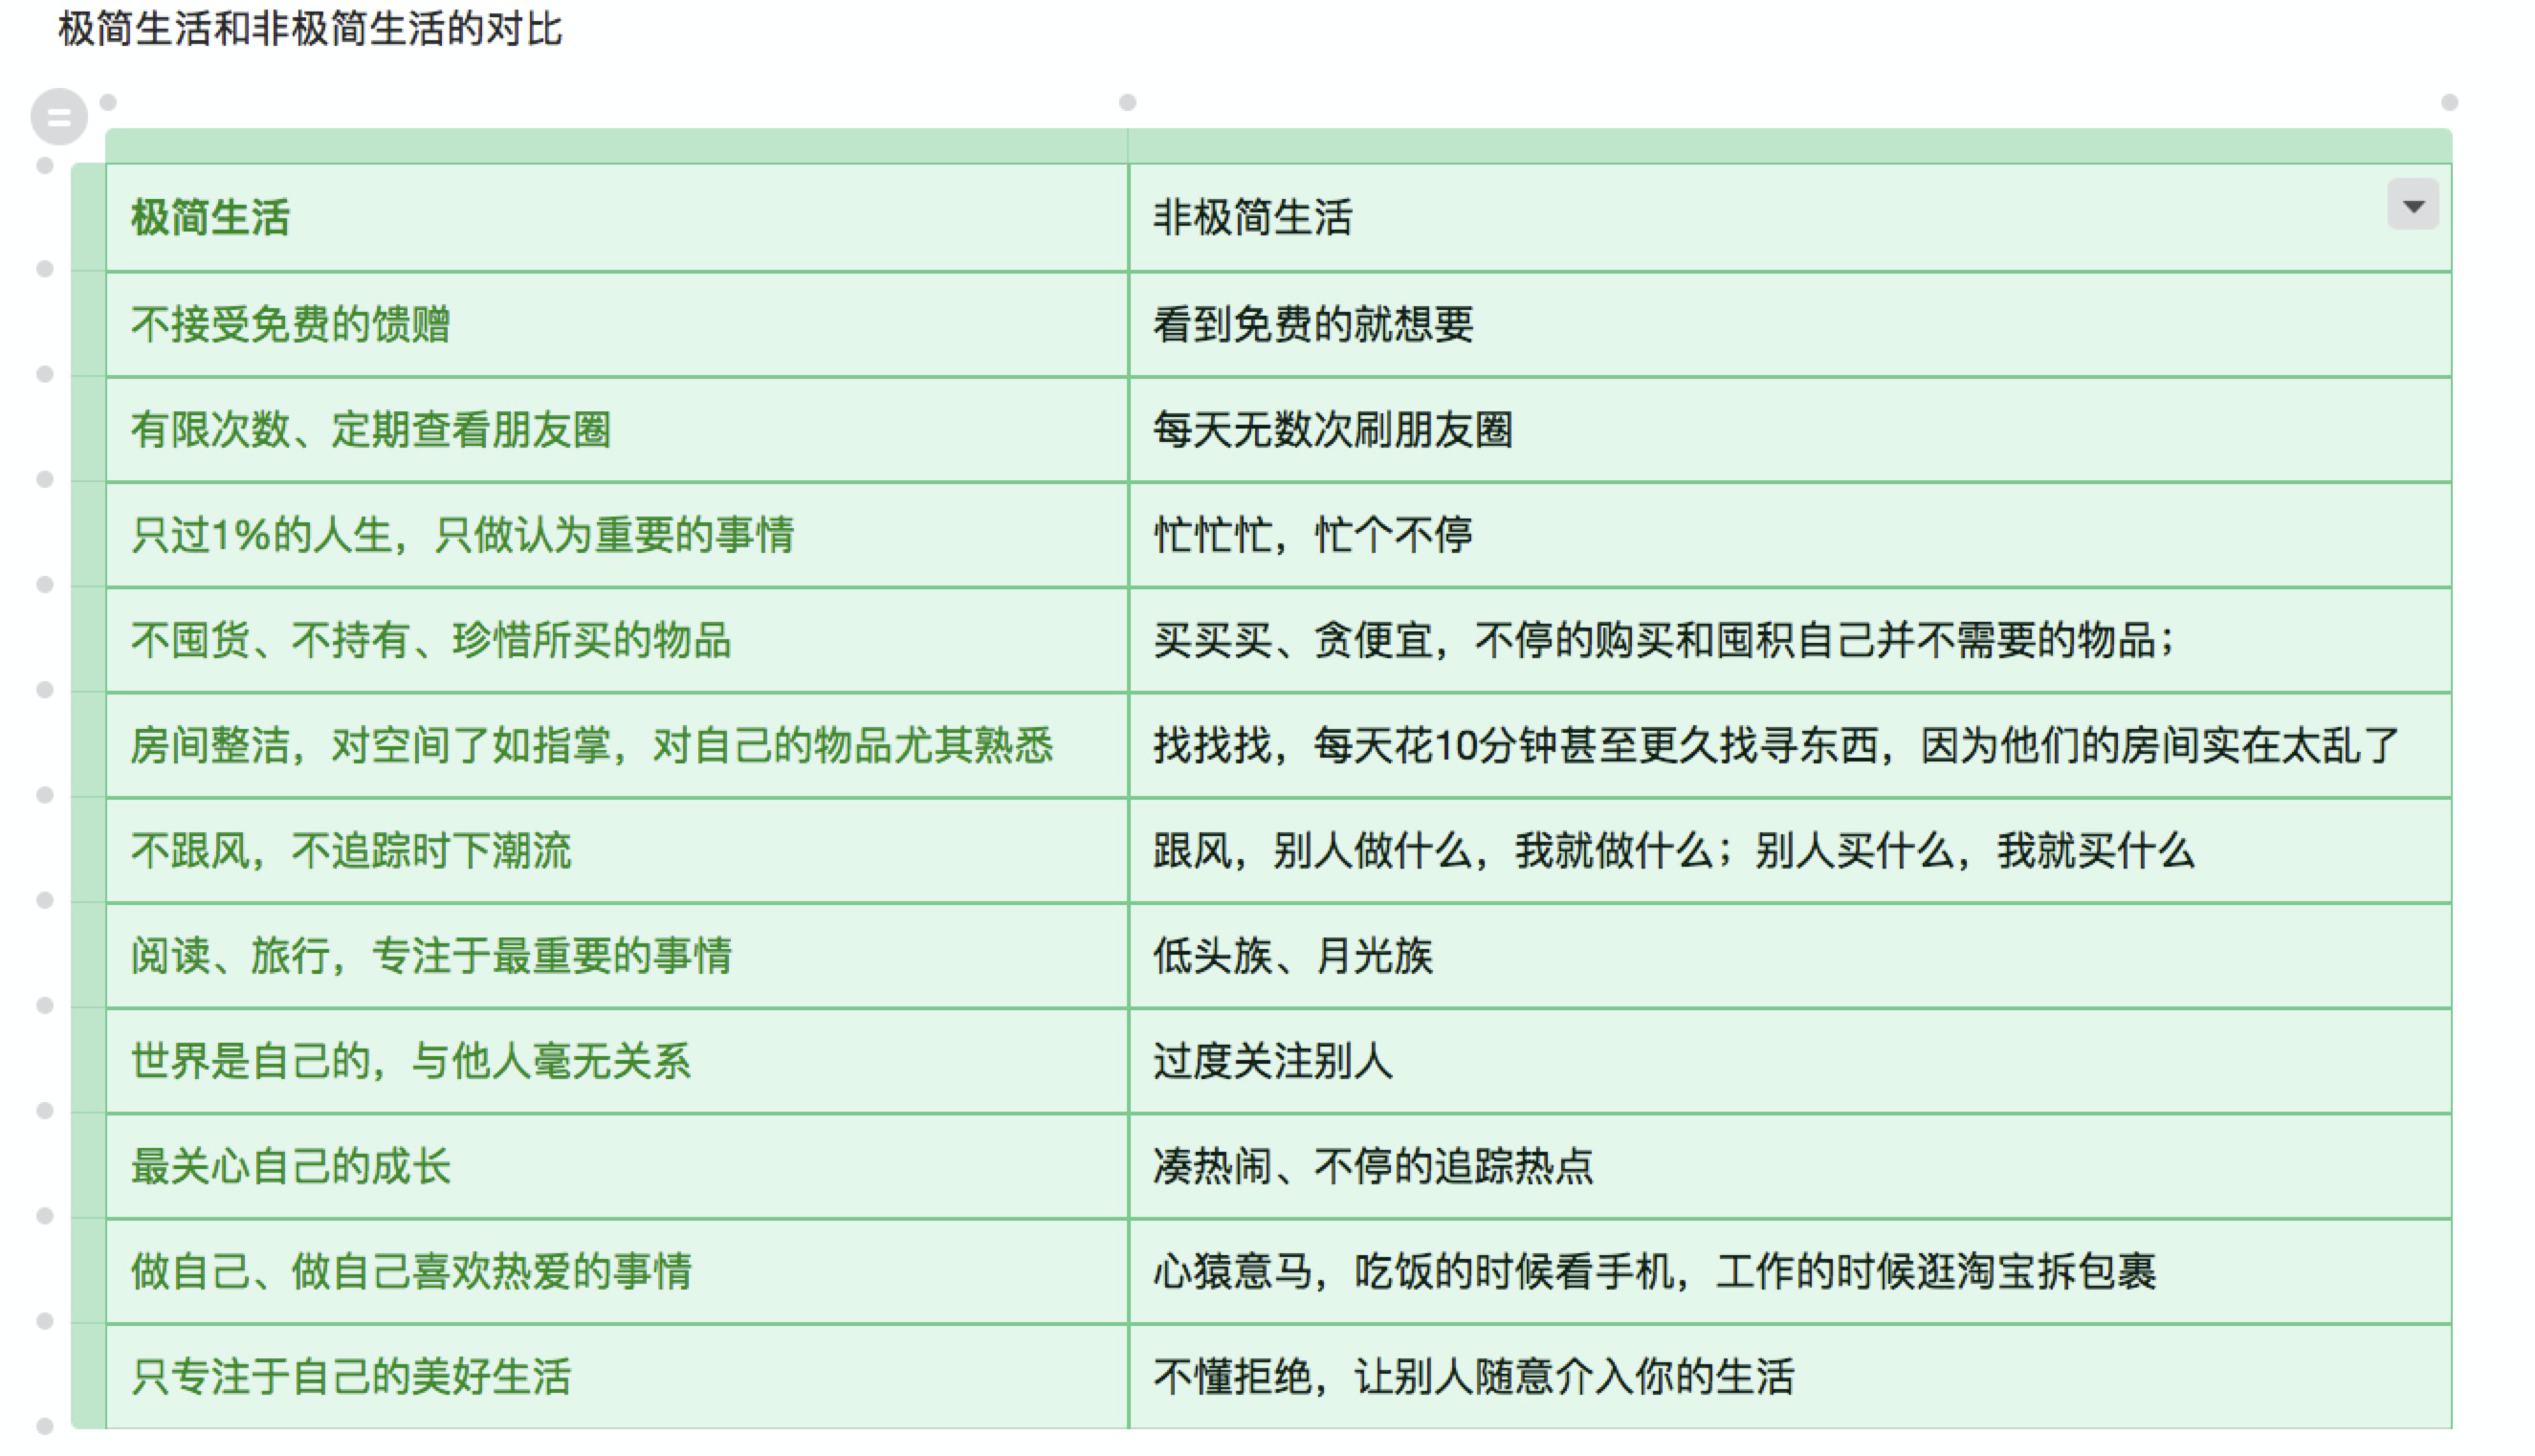 极简生活和非极简生活的对比
极简生活 非极简生活
不接受免费的馈赠 看到免费的就想要
有限次数、定期查看朋友圈 每天无数次刷朋友圈
只过1%的人生，只做认为重要的事情 忙忙忙，忙个不停
不囤货、不持有、珍惜所买的物品 买买买、贪便宜，不停的购买和囤积自己并不需要的物品；
房间整洁，对空间了如指掌，对自己的物品尤其熟悉 找找找，每天花10分钟甚至更久找寻东西，因为他们的房间实在太乱了
不跟风，不追踪时下潮流 跟风，别人做什么，我就做什么；别人买什么，我就买什么
阅读、旅行，专注于最重要的事情 低头族、月光族
世界是自己的，与他人毫无关系 过度关注别人
最关心自己的成长 凑热闹、不停的追踪热点
做自己、做自己喜欢热爱的事情 心猿意马，吃饭的时候看手机，工作的时候逛淘宝拆包裹
只专注于自己的美好生活 不懂拒绝，让别人随意介入你的生活